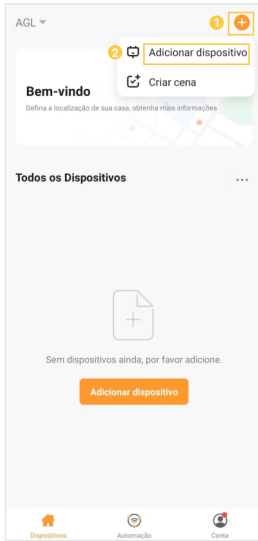 AGL
1
2 Adicionar dispositivo
Criar cena
Bem-vindo
Defina a localização de sua casa, obtenha mais informações
Todos os Dispositivos
Sem dispositivos ainda, por favor adicione.
Adicionar dispositivo
Dispositivos Automação Conta